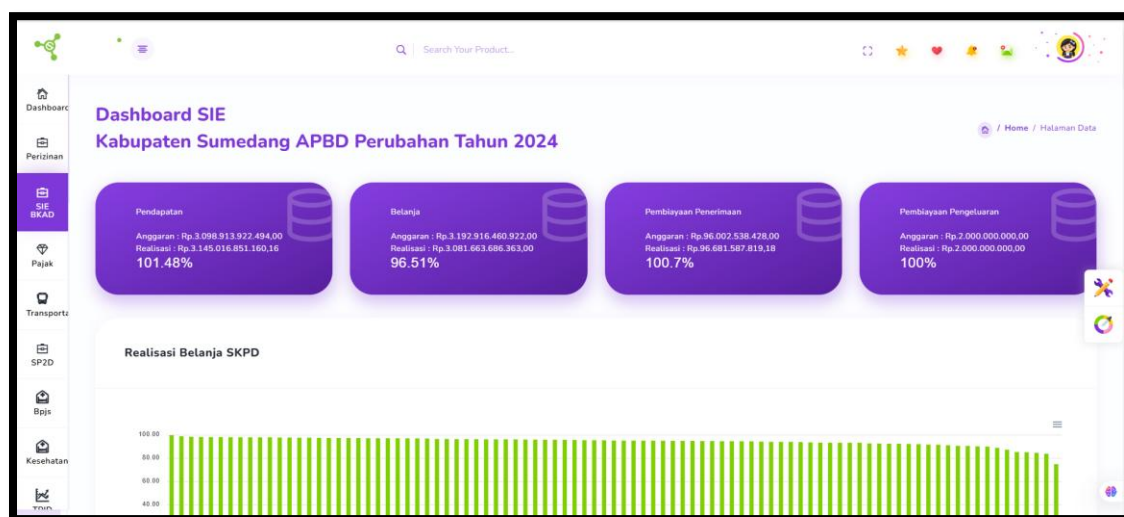 Search Your Product...
Dashboard
Perizinan
SIE
BKAD
Pajak
Transporta
SP2D
Bpjs
Kesehatan
Dashboard SIE
Kabupaten Sumedang APBD Perubahan Tahun 2024
/ Home / Halaman Data
Pendapatan
Anggaran : Rp.3.098.913.922.494,00
Realisasi : Rp.3.145.016.851.160,16
101.48%
Belanja
Anggaran : Rp.3.192.916.460.922,00
Realisasi : Rp.3.081.663.686.363,00
96.51%
Pembiayaan Penerimaan
Anggaran : Rp.96.002.538.428,00
Realisasi : Rp.96.681.587.819,18
100.7%
Pembiayaan Pengeluaran
Anggaran : Rp.2.000.000.000,00
Realisasi : Rp.2.000.000.000,00
100%
Realisasi Belanja SKPD
100.00
80.00
60.00
40.00